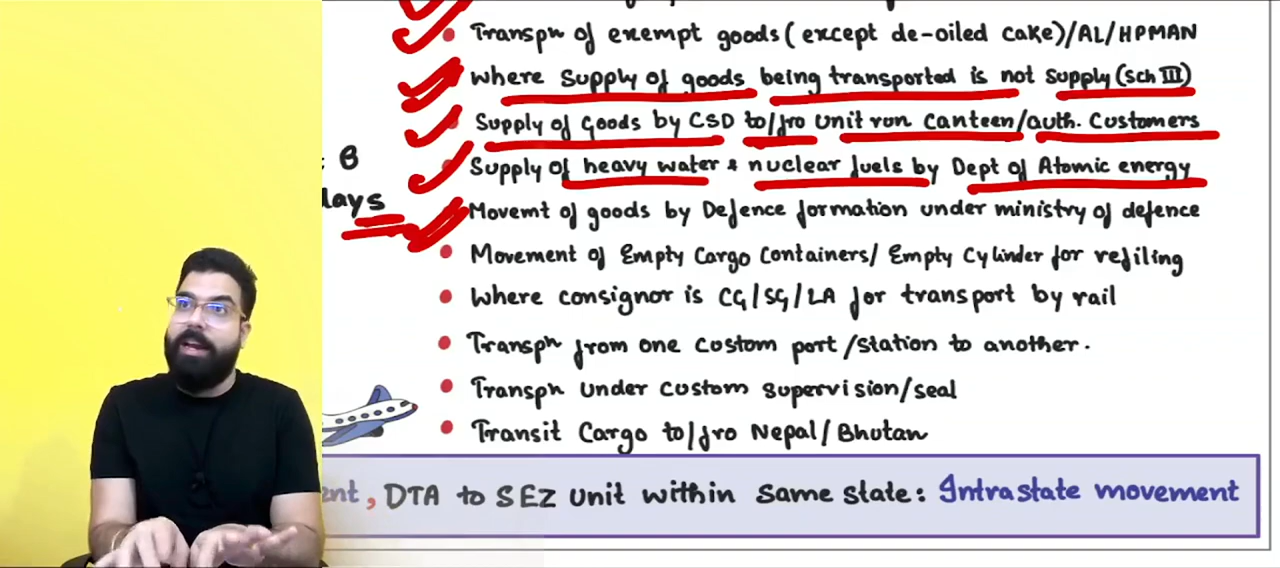 Transpn of exempt goods (except de-oiled cake)/AL/HPMAN
Where Supply of goods being transported is not Supply (sch III)
Supply of Goods by CSD to/fro Unit run Canteen/auth. Customers
Supply of heavy water & nuclear fuels by Dept of Atomic energy
Movemt of goods by Defence formation under ministry of defence
Movement of Empty Cargo Containers/ Empty Cylinder for refiling
Where consignor is CG/SG/LA for transport by rail
Transpn from one custom port/station to another.
Transpn under custom supervision/seal
Transit Cargo to/fro Nepal/Bhutan
, DTA to SEZ unit within same state: Intrastate movement